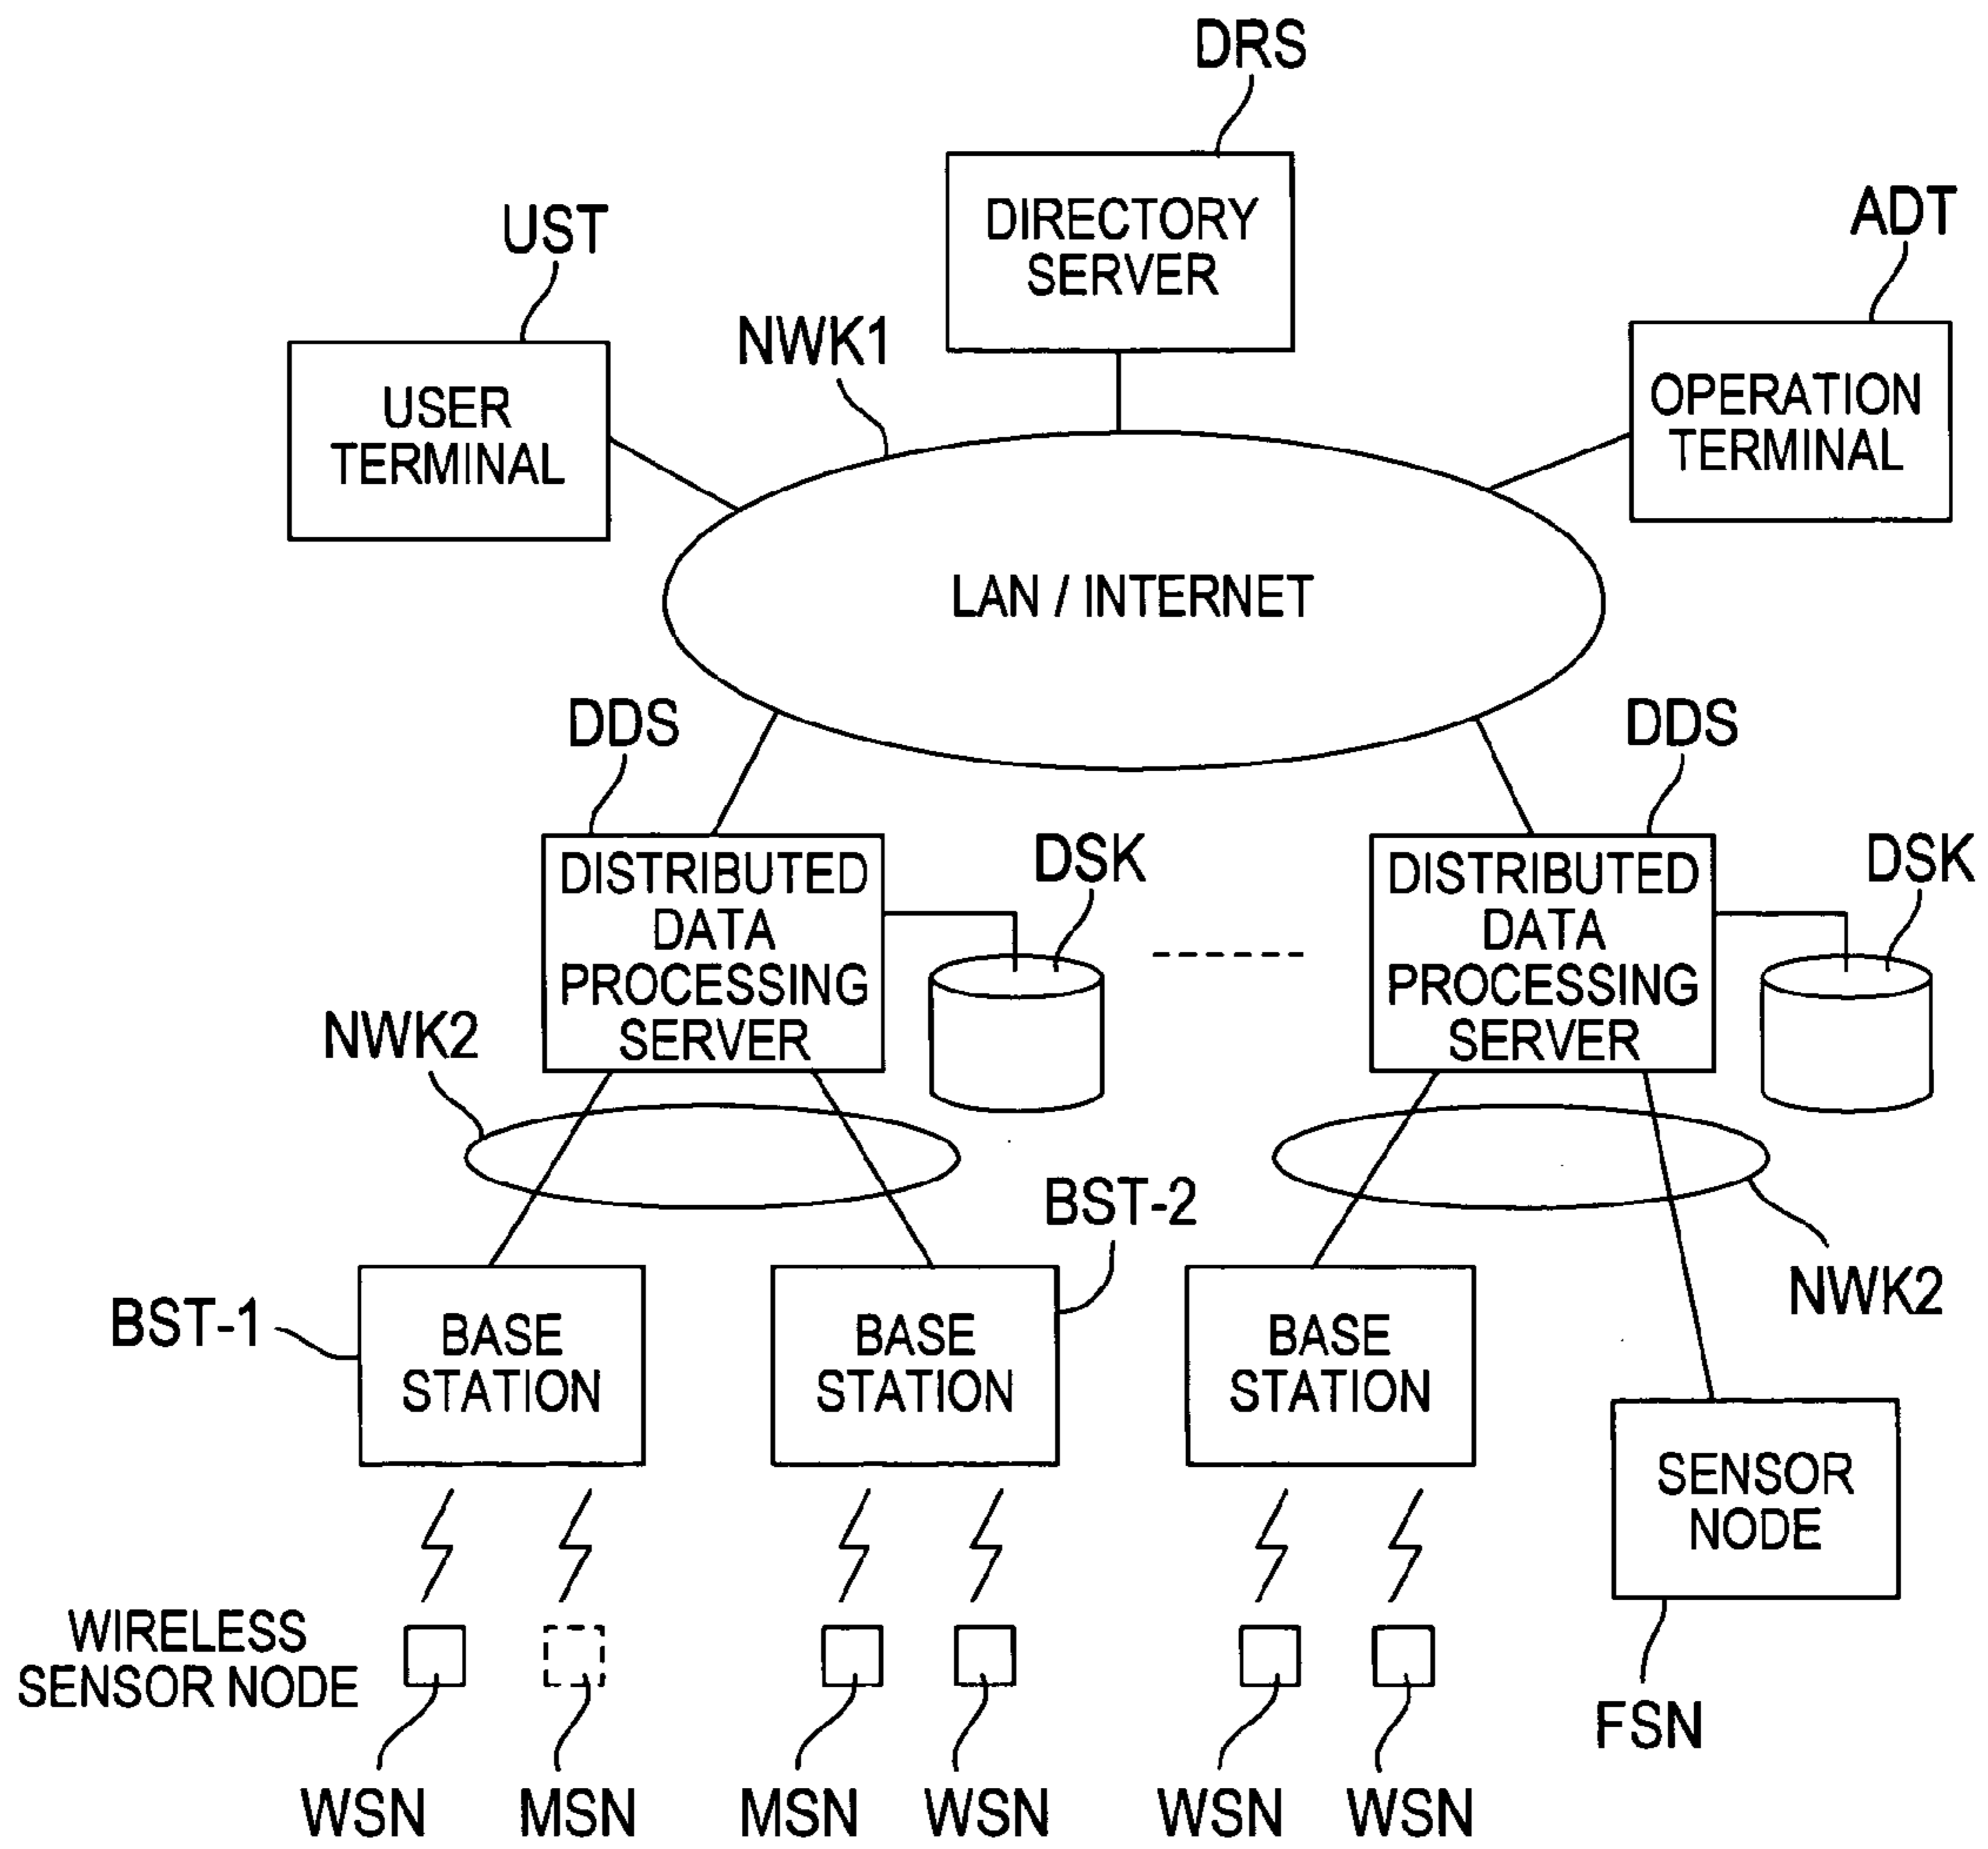 DRS
DIRECTORY
SERVER
UST
USER
TERMINAL
NWK1
ADT
OPERATION
TERMINAL
LAN / INTERNET
DDS
DISTRIBUTED
DATA
PROCESSING
SERVER
DSK
DDS
DISTRIBUTED
DATA
PROCESSING
SERVER
DSK
NWK2
NWK2
BST-1
BASE
STATION
BST-2
BASE
STATION
BASE
STATION
SENSOR
NODE
FSN
WIRELESS
SENSOR NODE
WSN
MSN
MSN
WSN
WSN
WSN